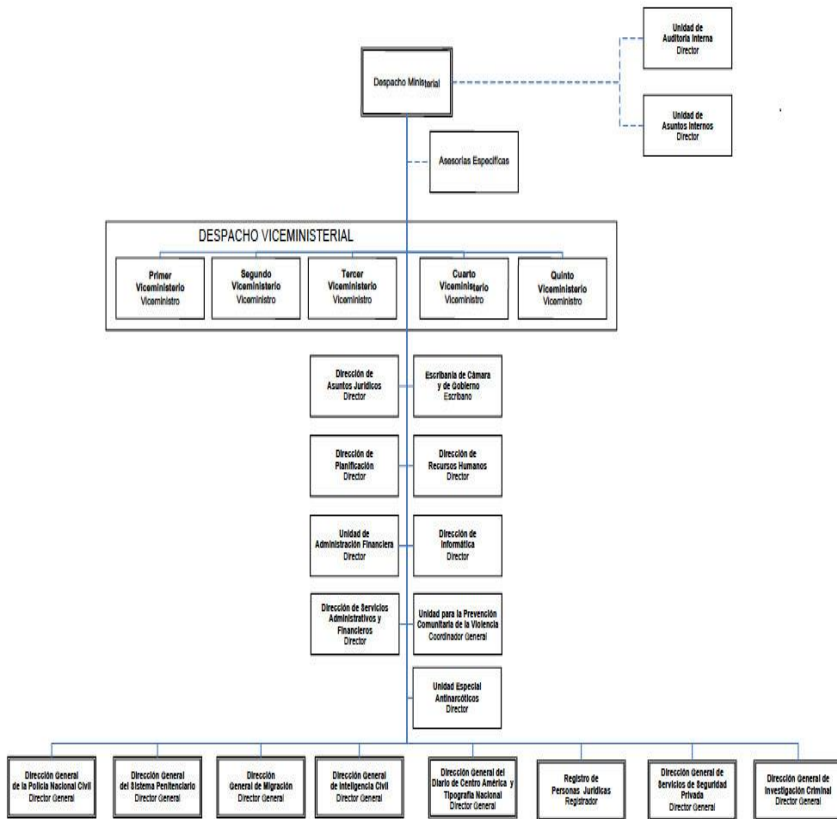 Unidad de
Auditoría Interna
Director
Despacho Ministerial
Unidad de
Asuntos Internos
Director
Asesorías Específicas
DESPACHO VICEMINISTERIAL
Primer
Viceministerio
Viceministro
Segundo
Viceministerio
Viceministro
Tercer
Viceministerio
Viceministro
Cuarto
Viceministerio
Viceministro
Quinto
Viceministerio
Viceministro
Dirección de
Asuntos Jurídicos
Director
Escribanía de Cámara
y de Gobierno
Escribano
Dirección de
Planificación
Director
Dirección de
Recursos Humanos
Director
Unidad de
Administración Financiera
Director
Dirección de
Informática
Director
Dirección de Servicios
Administrativos y
Financieros
Director
Unidad para la Prevención
Comunitaria de la Violencia
Coordinador General
Unidad Especial
Antinarcóticos
Director
Dirección General
de la Policía Nacional Civil
Director General
Dirección General
del Sistema Penitenciario
Director General
Dirección
General de Migración
Director General
Dirección General
de Inteligencia Civil
Director General
Dirección General del
Diario de Centro América y
Tipografía Nacional
Director General
Registro de
Personas Jurídicas
Registrador
Dirección General de
Servicios de Seguridad
Privada
Director General
Dirección General de
Investigación Criminal
Director General